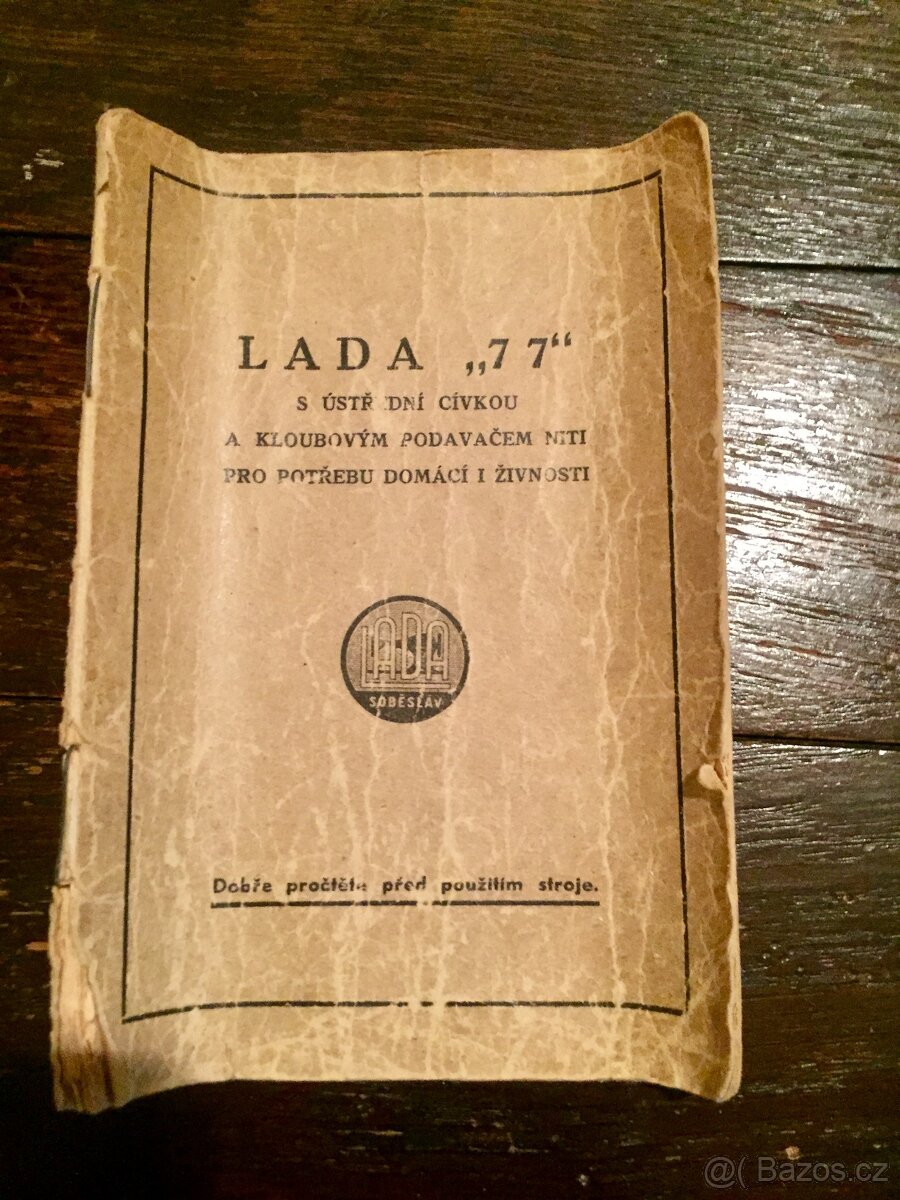 LADA „77“
S ÚSTŘEDNÍ CÍVKOU
A KLOUBOVÝM PODAVAČEM NITI
PRO POTŘEBU DOMÁCÍ I ŽIVNOSTI
LADA
SOBĚSLAV
Dobře pročtěte před použitím stroje.
@( Bazos.cz